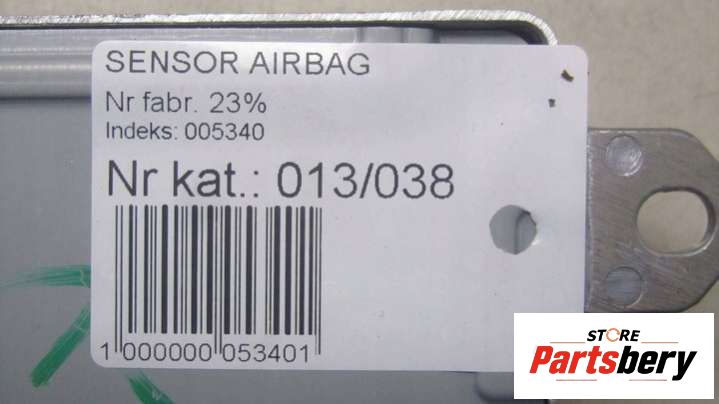 SENSOR AIRBAG
Nr fabr. 23%
Indeks: 005340
Nr kat.: 013/038
1 000000 053401
STORE
Partsbery